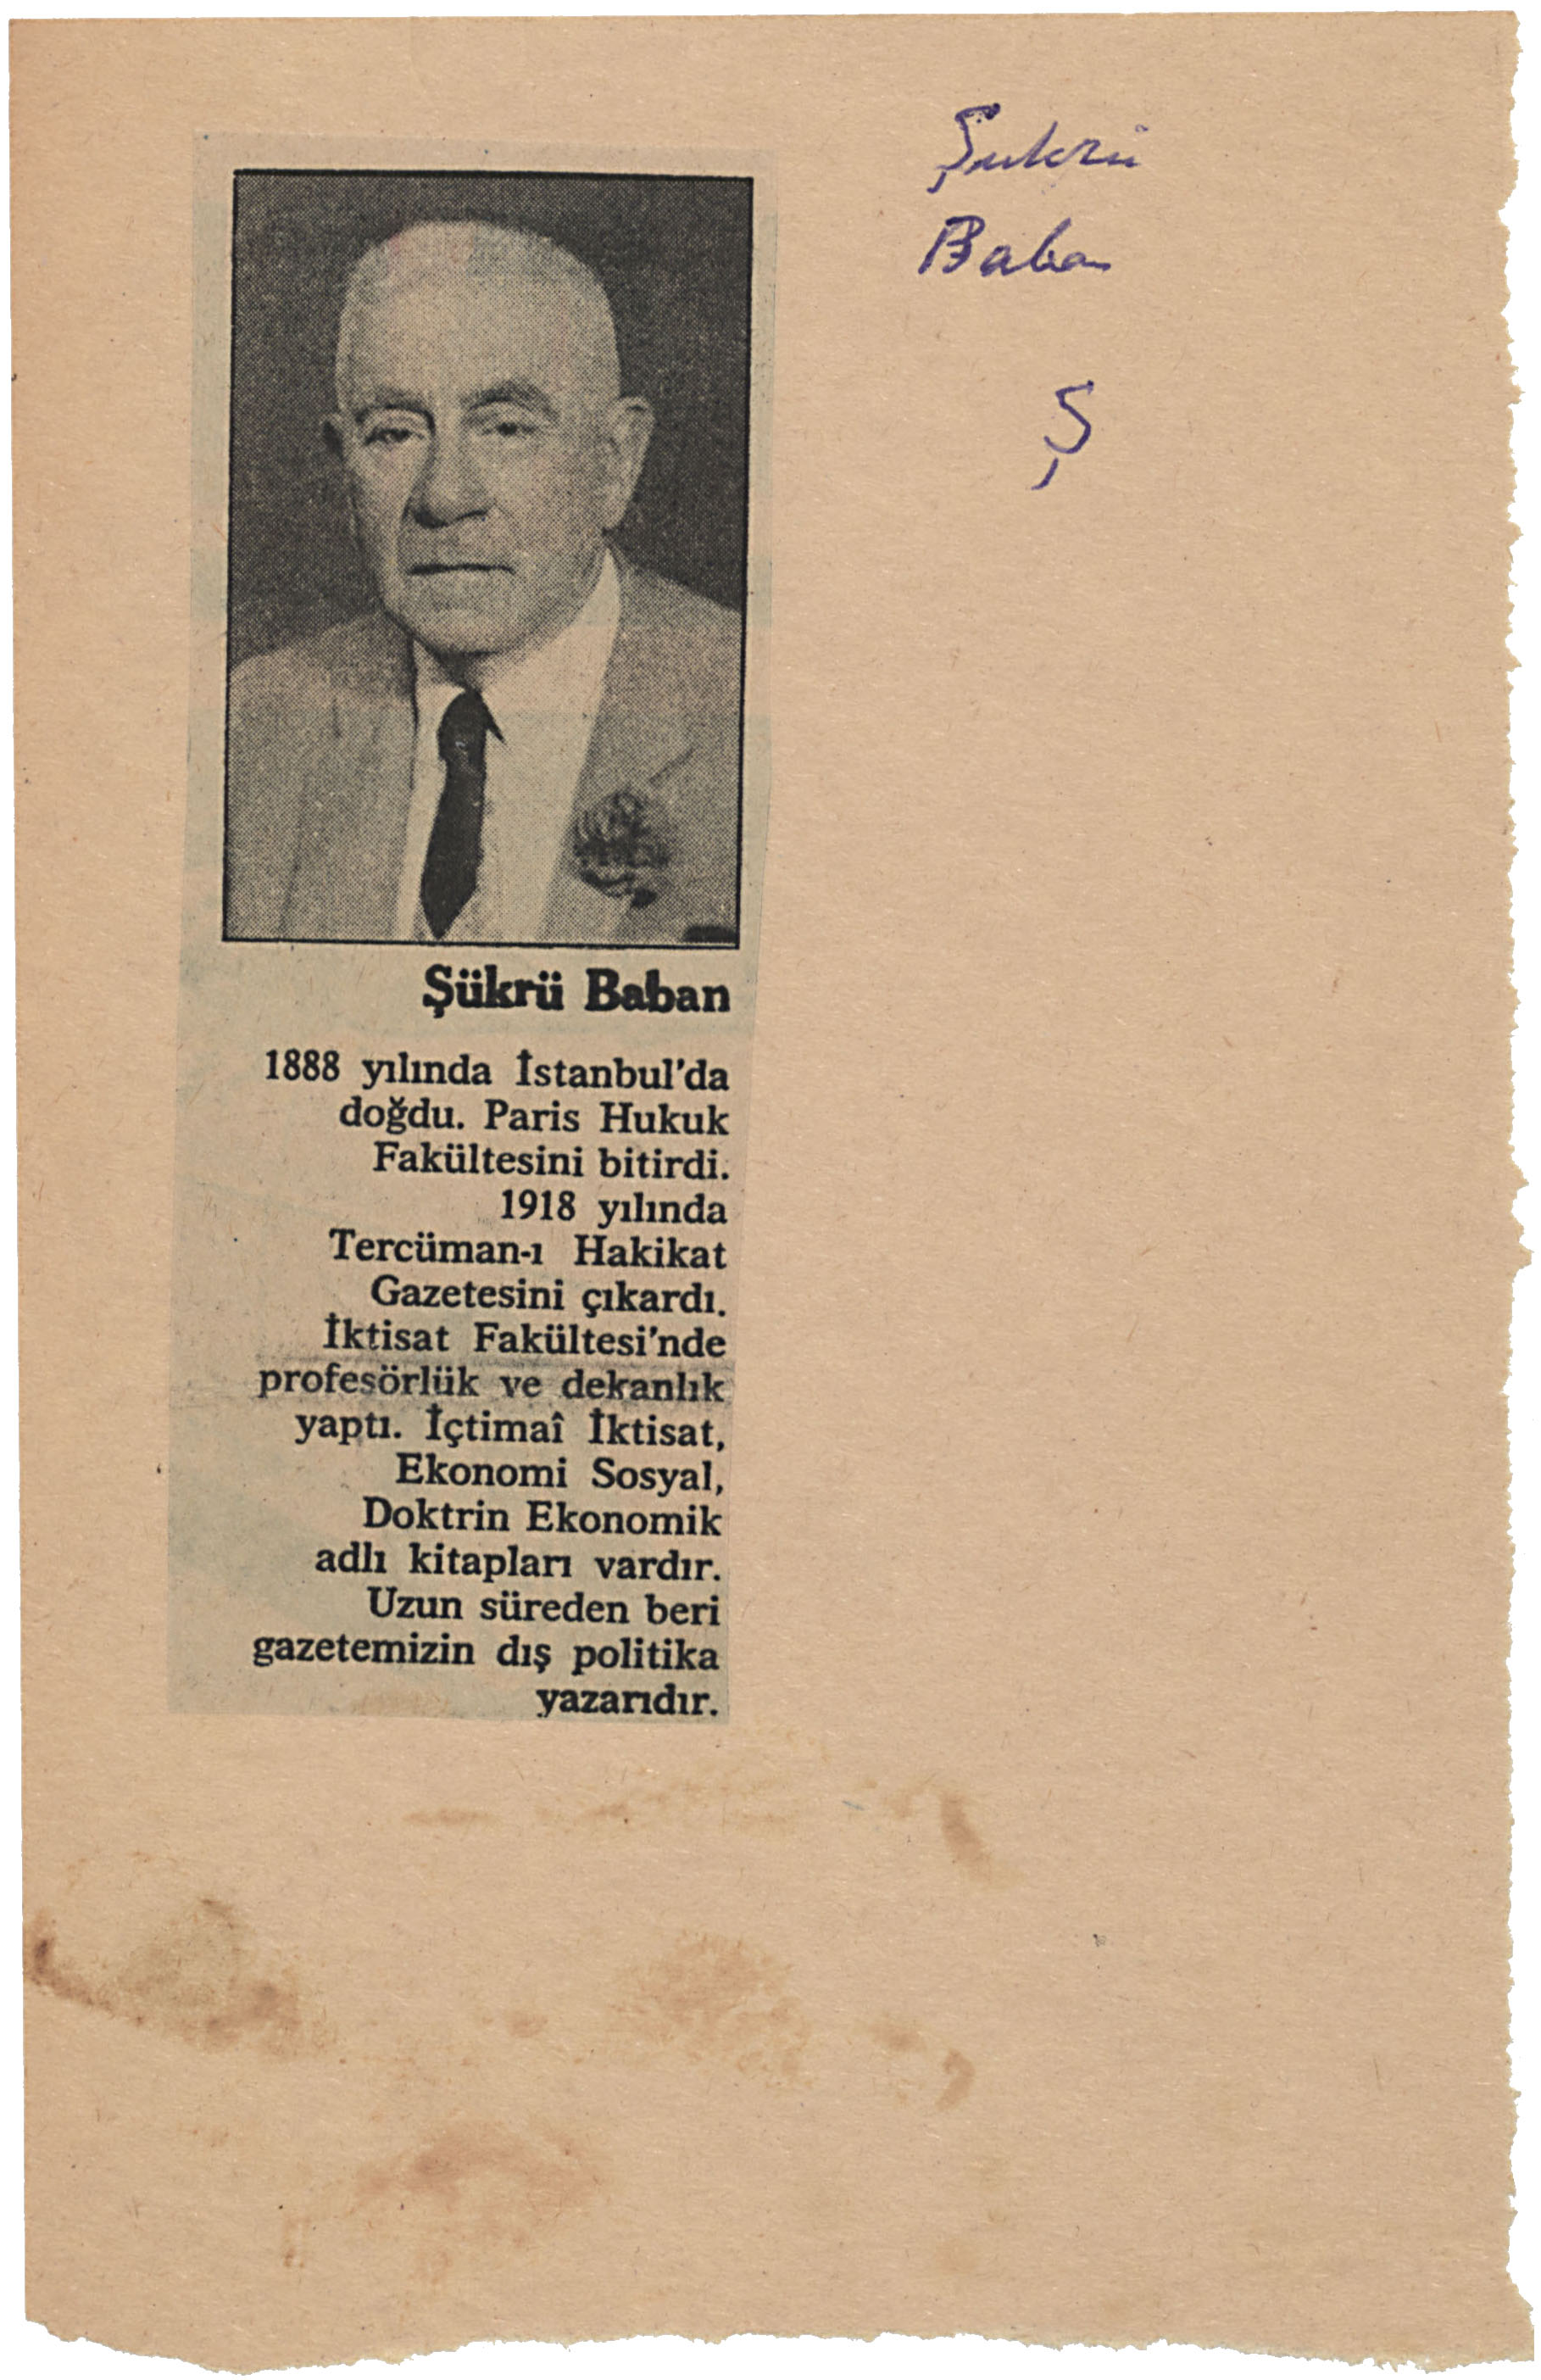 Şükrü
Baban
Ş
Şükrü Baban
1888 yılında İstanbul'da
doğdu. Paris Hukuk
Fakültesini bitirdi.
1918 yılında
Tercüman-ı Hakikat
Gazetesini çıkardı.
İktisat Fakültesi'nde
profesörlük ve dekanlık
yaptı. İçtimaî İktisat,
Ekonomi Sosyal,
Doktrin Ekonomik
adlı kitapları vardır.
Uzun süreden beri
gazetemizin dış politika
yazarıdır.